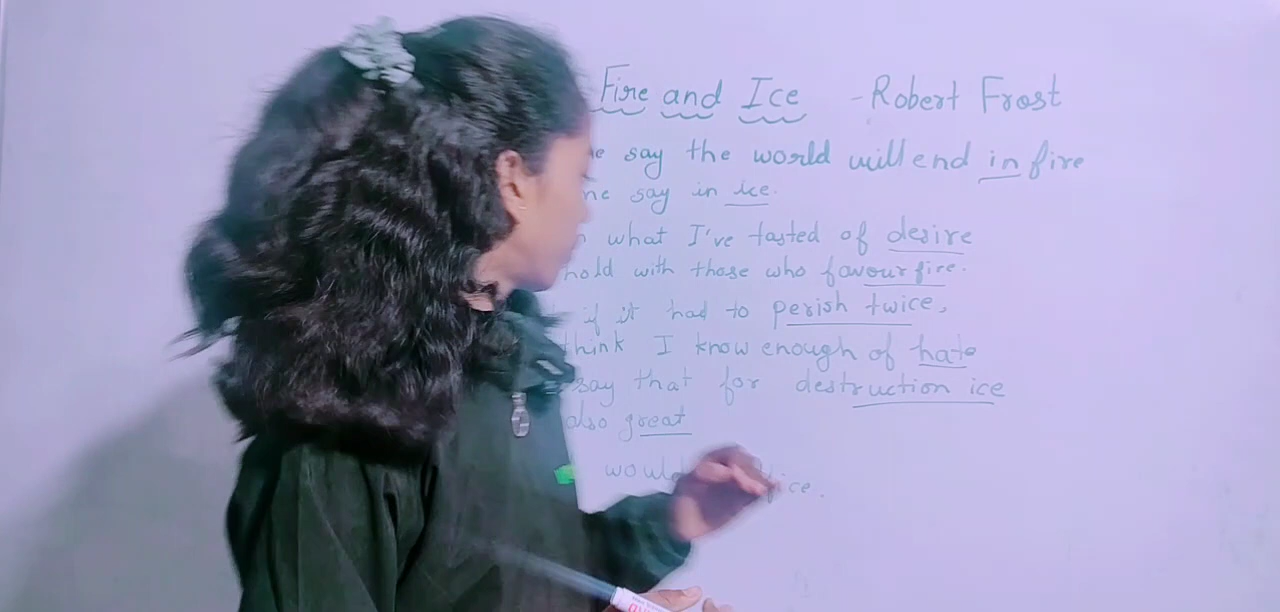 Fire and Ice - Robert Frost
say the world will end in fire
say in ice.
what I've tasted of desire
hold with those who favour fire.
if it had to perish twice,
think I know enough of hate
say that for destruction ice
also great
would ice.